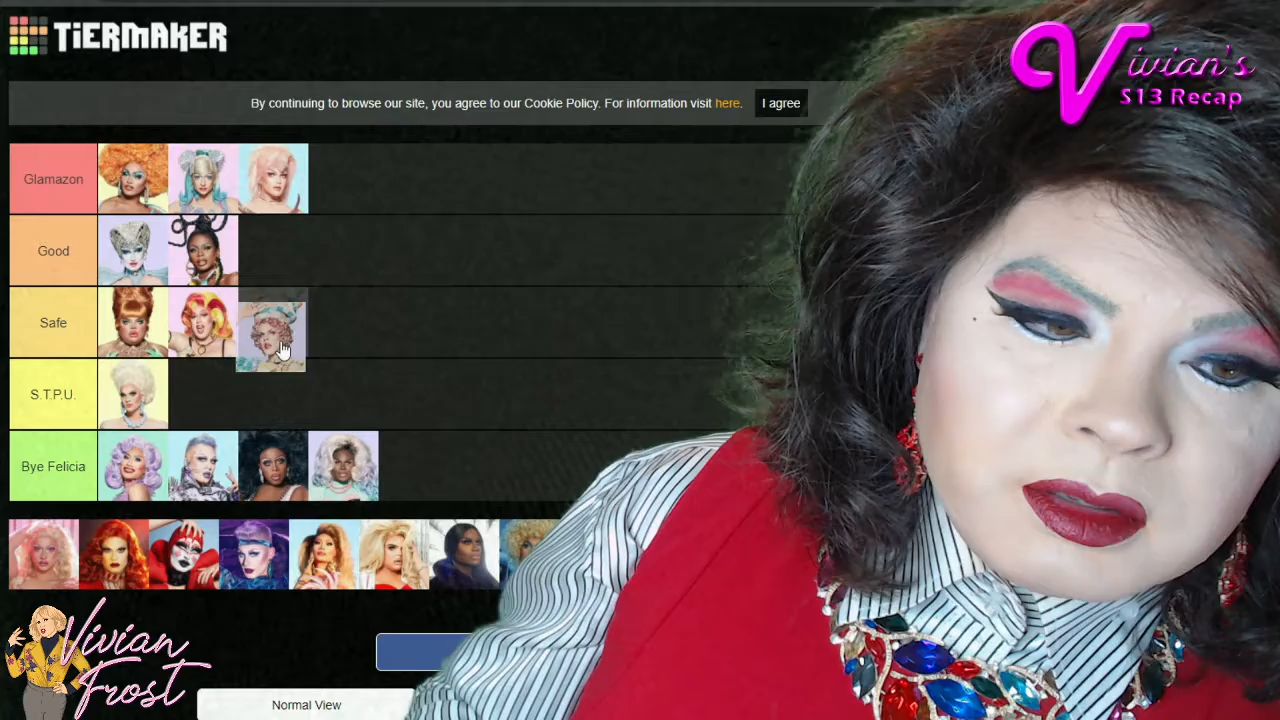 TiERMAKER
Vivian's
S13 Recap
By continuing to browse our site, you agree to our Cookie Policy. For information visit here.
I agree
Glamazon
Good
Safe
S.T.P.U.
Bye Felicia
Vivian
Frost
Normal View